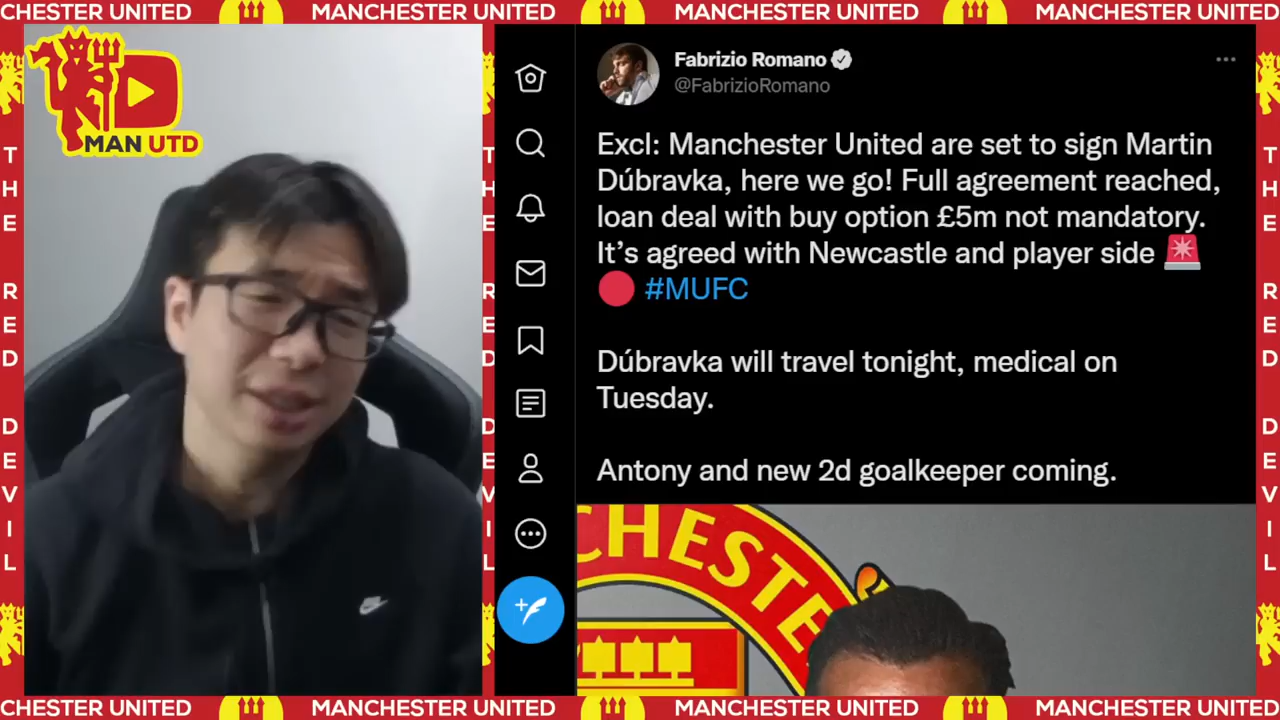 CHESTER UNITED
MANCHESTER UNITED
MANCHESTER UNITED
MANCHESTER UNITED
MAN UTD
THE RED DEVIL
THE RED DEVIL
THE RED DEVIL
Fabrizio Romano
@FabrizioRomano
Excl: Manchester United are set to sign Martin
Dúbravka, here we go! Full agreement reached,
loan deal with buy option £5m not mandatory.
It’s agreed with Newcastle and player side 🚨
🔴 #MUFC
Dúbravka will travel tonight, medical on
Tuesday.
Antony and new 2d goalkeeper coming.
CHESTE
CHESTER UNITED
MANCHESTER UNITED
MANCHESTER UNITED
MANCHESTER UNITED